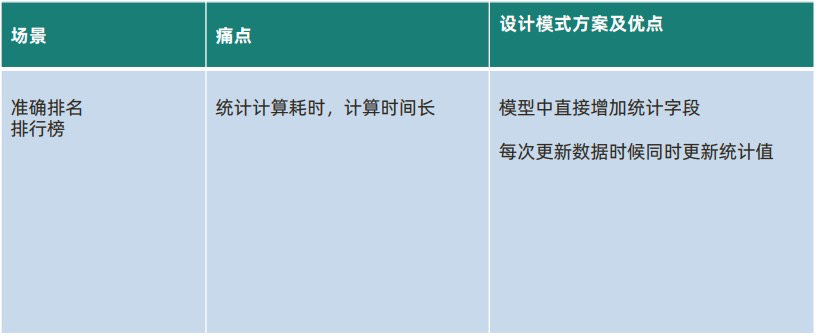 场景
痛点
设计模式方案及优点
准确排名
排行榜
统计计算耗时，计算时间长
模型中直接增加统计字段
每次更新数据时候同时更新统计值